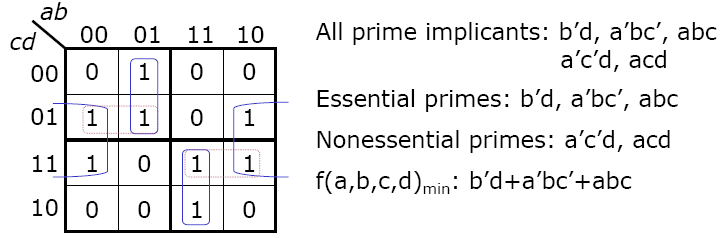 ab
cd
00 01 11 10
00 0 1 0 0
01 1 1 0 1
11 1 0 1 1
10 0 0 1 0
All prime implicants: b’d, a’bc’, abc
a’c’d, acd
Essential primes: b’d, a’bc’, abc
Nonessential primes: a’c’d, acd
f(a,b,c,d)min: b’d+a’bc’+abc